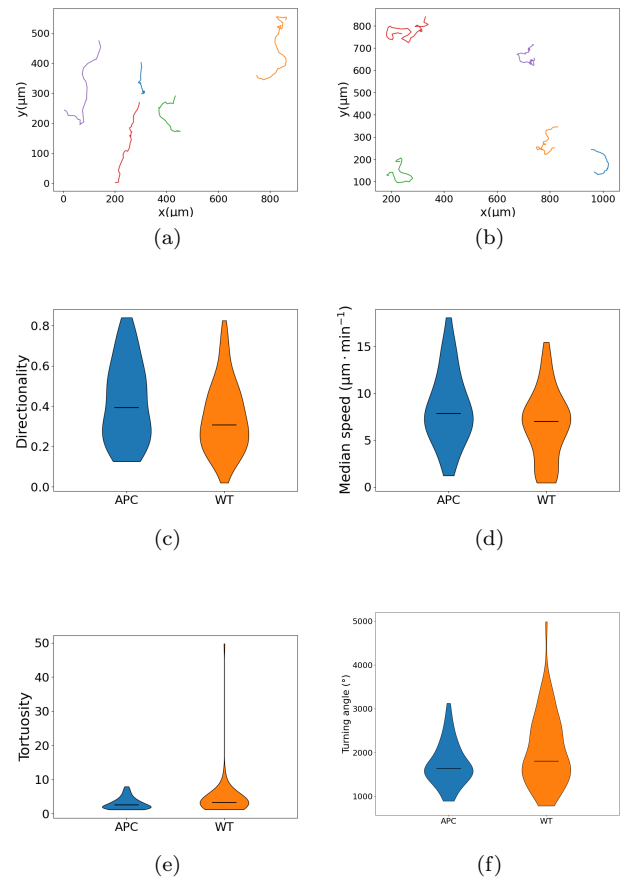 500
400
300
200
100
0
y(μm)
0
200
400
600
800
x(μm)
(a)
800
700
600
500
400
300
200
100
y(μm)
200
400
600
800
1000
x(μm)
(b)
0.8
0.6
0.4
0.2
0.0
Directionality
APC
WT
(c)
15
10
5
0
Median speed (μm · min⁻¹)
APC
WT
(d)
50
40
30
20
10
0
Tortuosity
APC
WT
(e)
5000
4000
3000
2000
1000
Turning angle (°)
APC
WT
(f)